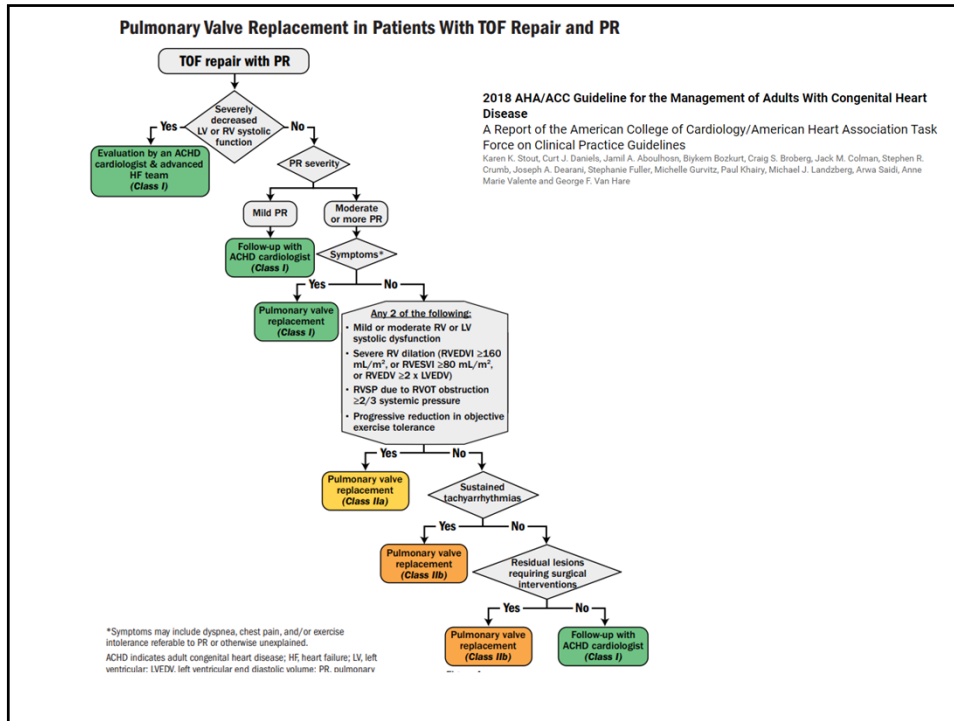 Pulmonary Valve Replacement in Patients With TOF Repair and PR
TOF repair with PR
2018 AHA/ACC Guideline for the Management of Adults With Congenital Heart
Disease
A Report of the American College of Cardiology/American Heart Association Task
Force on Clinical Practice Guidelines
Karen K. Stout, Curt J. Daniels, Jamil A. Aboulhosn, Biykem Bozkurt, Craig S. Broberg, Jack M. Colman, Stephen R.
Crumb, Joseph A. Dearani, Stephanie Fuller, Michelle Gurvitz, Paul Khairy, Michael J. Landzberg, Arwa Saidi, Anne
Marie Valente and George F. Van Hare
Severely
decreased
LV or RV systolic
function
Yes
No
Evaluation by an ACHD
cardiologist & advanced
HF team
(Class I)
PR severity
Mild PR
Moderate
or more PR
Follow-up with
ACHD cardiologist
(Class I)
Symptoms*
Yes
No
Pulmonary valve
replacement
(Class I)
Any 2 of the following:
• Mild or moderate RV or LV
systolic dysfunction
• Severe RV dilation (RVEDVI ≥160
mL/m², or RVESVI ≥80 mL/m²,
or RVEDV ≥2 x LVEDV)
• RVSP due to RVOT obstruction
≥2/3 systemic pressure
• Progressive reduction in objective
exercise tolerance
Yes
No
Pulmonary valve
replacement
(Class IIa)
Sustained
tachyarrhythmias
Yes
No
Pulmonary valve
replacement
(Class IIb)
Residual lesions
requiring surgical
interventions
Yes
No
Pulmonary valve
replacement
(Class IIb)
Follow-up with
ACHD cardiologist
(Class I)
*Symptoms may include dyspnea, chest pain, and/or exercise
intolerance referable to PR or otherwise unexplained.
ACHD indicates adult congenital heart disease; HF, heart failure; LV, left
ventricular; LVEDV, left ventricular end diastolic volume; PR, pulmonary